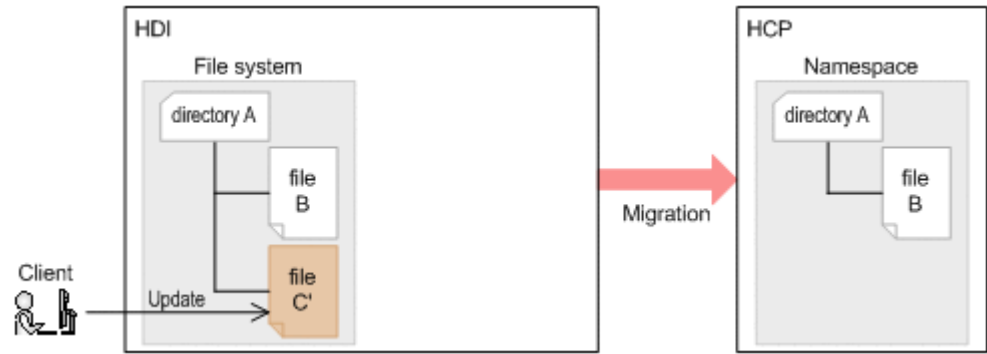 HDI
File system
directory A
file
B
file
C'
Client
Update
Migration
HCP
Namespace
directory A
file
B